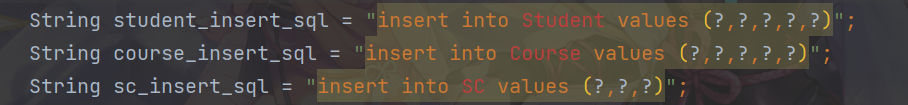 String student_insert_sql = "insert into Student values (?,?,?,?,?)";
String course_insert_sql = "insert into Course values (?,?,?,?,?)";
String sc_insert_sql = "insert into SC values (?,?,?)";